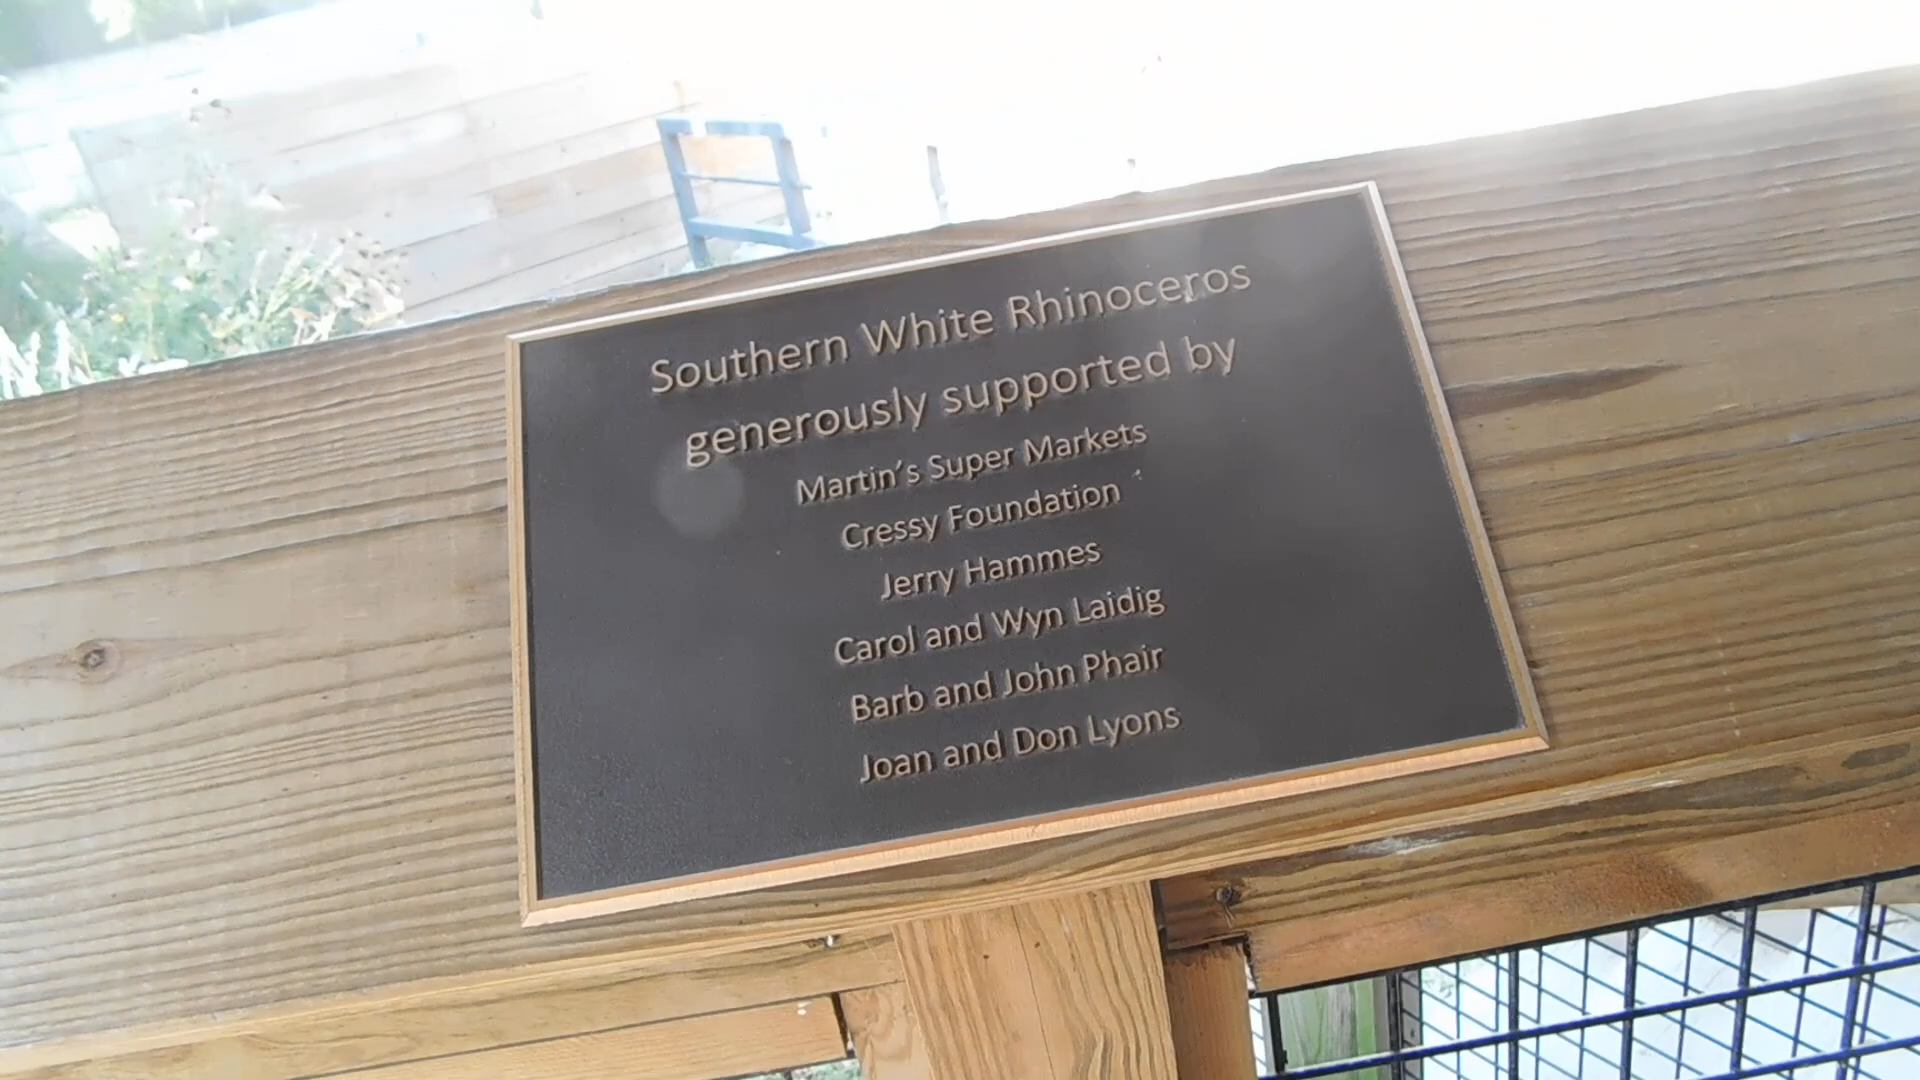 Southern White Rhinoceros
generously supported by
Martin's Super Markets
Cressy Foundation
Jerry Hammes
Carol and Wyn Laidig
Barb and John Phair
Joan and Don Lyons